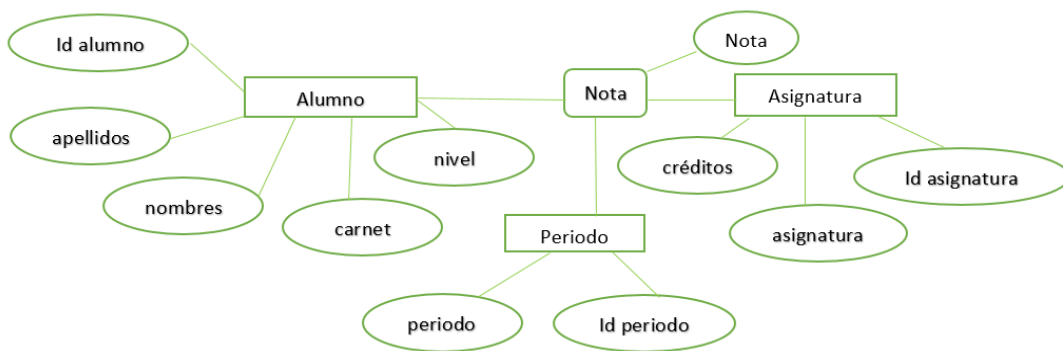 Id alumno
Nota
Alumno
Nota
Asignatura
apellidos
nivel
créditos
Id asignatura
nombres
carnet
Periodo
asignatura
periodo
Id periodo